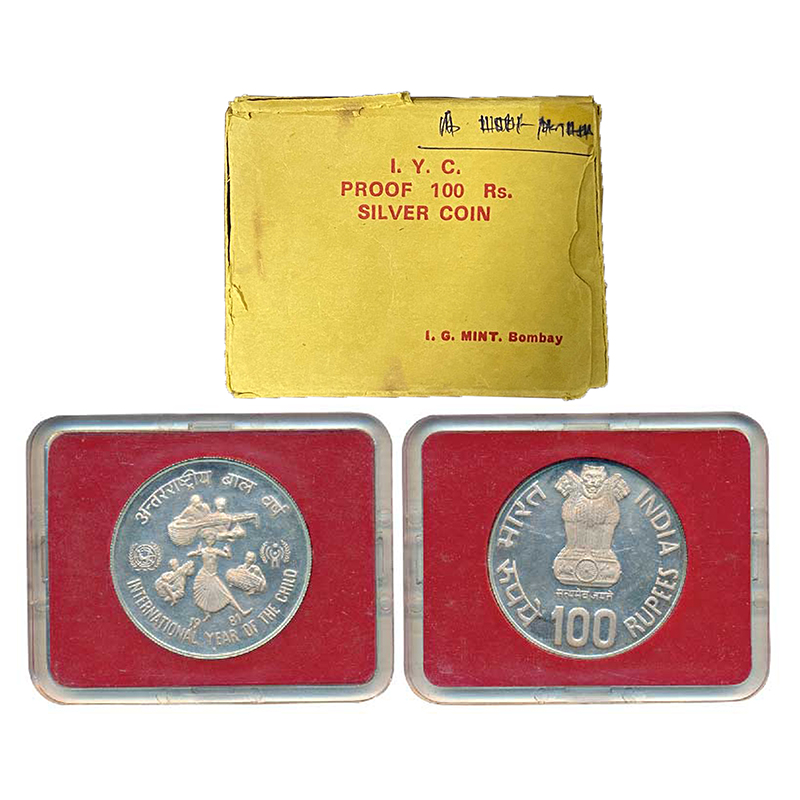 I. Y. C.
PROOF 100 Rs.
SILVER COIN
I. G. MINT. Bombay
अन्तरराष्ट्रीय बाल वर्ष
INTERNATIONAL YEAR OF THE CHILD
19 81
भारत INDIA
रुपये 100 RUPEES
सत्यमेव जयते